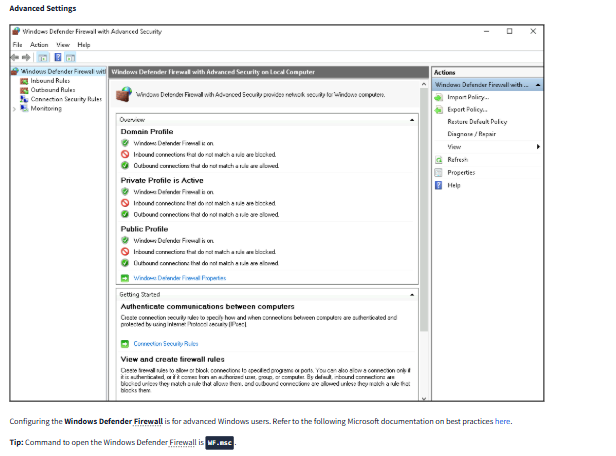 Advanced Settings
Windows Defender Firewall with Advanced Security
File Action View Help
Windows Defender Firewall witl
Inbound Rules
Outbound Rules
Connection Security Rules
Monitoring
Windows Defender Firewall with Advanced Security on Local Computer
Windows Defender Firewall with Advanced Security provides network security for Windows computers.
Overview
Domain Profile
Windows Defender Firewall is on.
Inbound connections that do not match a rule are blocked.
Outbound connections that do not match a rule are allowed.
Private Profile is Active
Windows Defender Firewall is on.
Inbound connections that do not match a rule are blocked.
Outbound connections that do not match a rule are allowed.
Public Profile
Windows Defender Firewall is on.
Inbound connections that do not match a rule are blocked.
Outbound connections that do not match a rule are allowed.
Windows Defender Firewall Properties
Getting Started
Authenticate communications between computers
Create connection security rules to specify how and when connections between computers are authenticated and
protected by using Internet Protocol security (IPsec).
Connection Security Rules
View and create firewall rules
Create firewall rules to allow or block connections to specified programs or ports. You can also allow a connection only if
it is authenticated, or if it comes from an authorized user, group, or computer. By default, inbound connections are
blocked unless they match a rule that allows them, and outbound connections are allowed unless they match a rule that
blocks them.
Actions
Windows Defender Firewall with ...
Import Policy...
Export Policy...
Restore Default Policy
Diagnose / Repair
View
Refresh
Properties
Help
Configuring the Windows Defender Firewall is for advanced Windows users. Refer to the following Microsoft documentation on best practices here.
Tip: Command to open the Windows Defender Firewall is WF.msc.